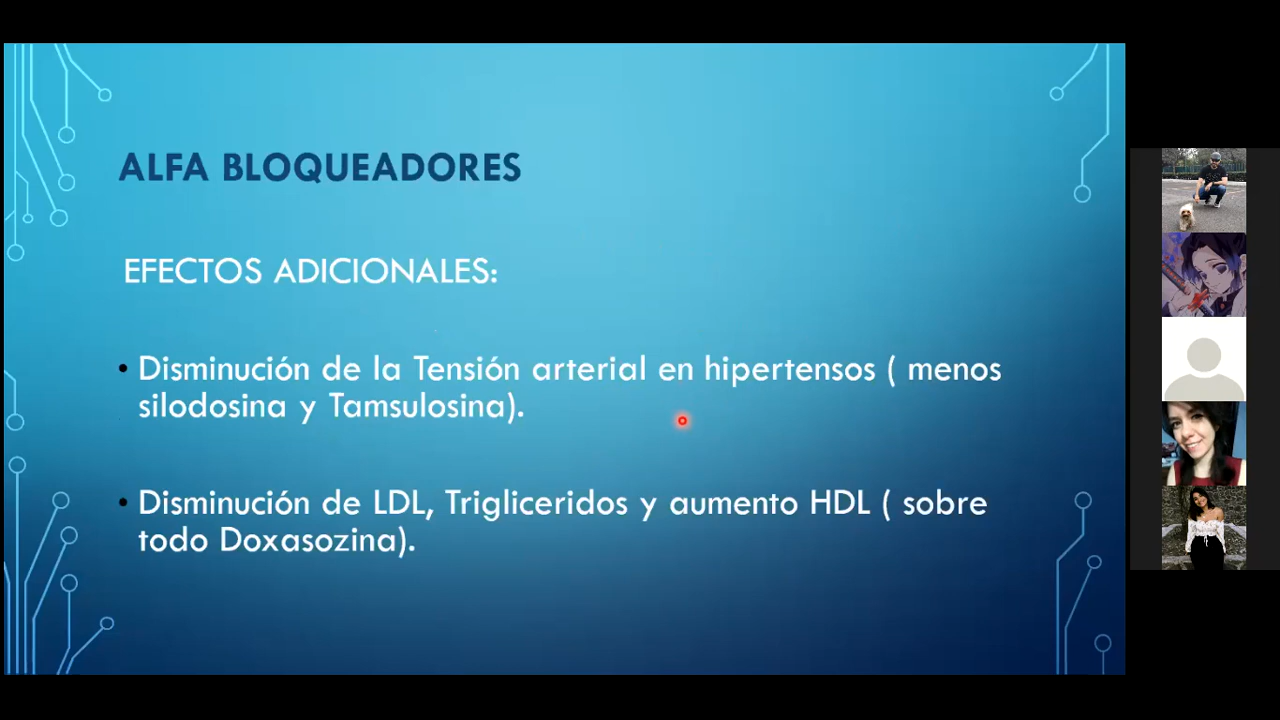 ALFA BLOQUEADORES
EFECTOS ADICIONALES:
• Disminución de la Tensión arterial en hipertensos ( menos
silodosina y Tamsulosina).
• Disminución de LDL, Trigliceridos y aumento HDL ( sobre
todo Doxasozina).